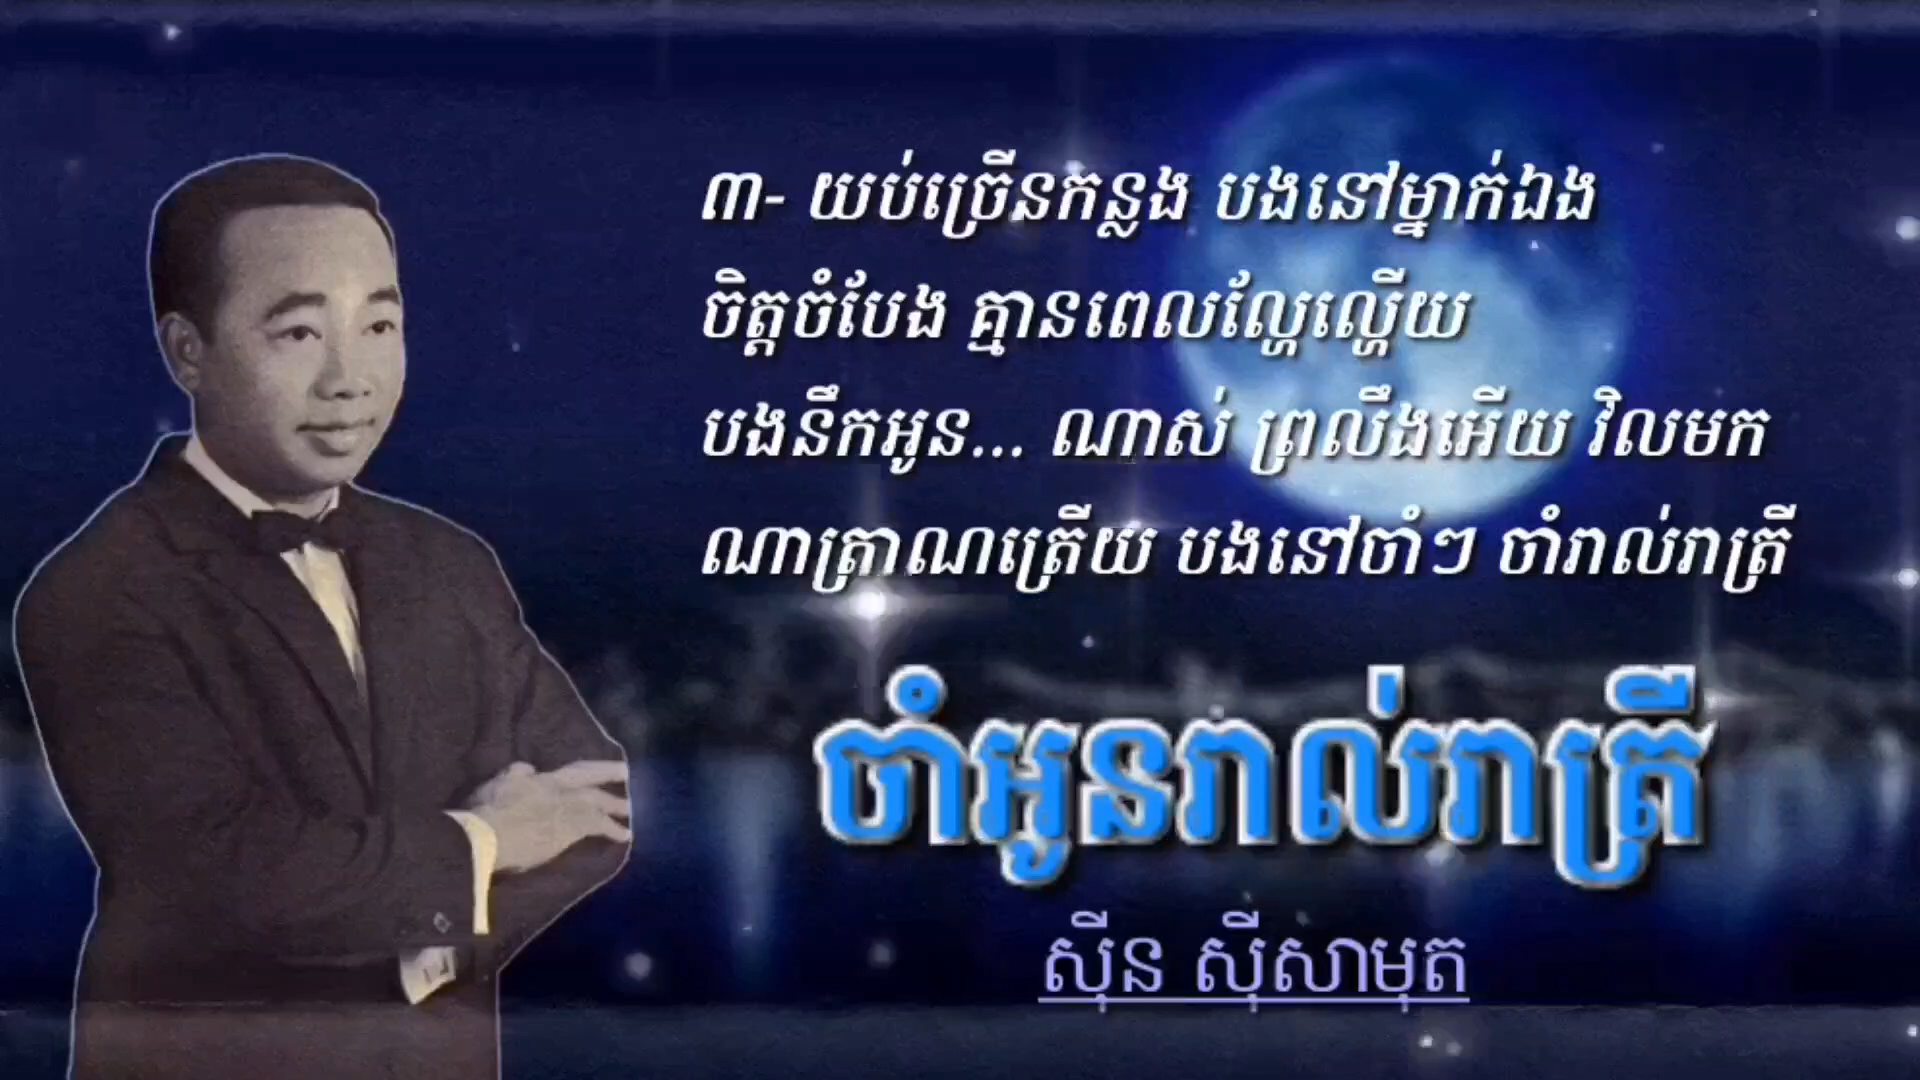 ៣- យប់ច្រើនកន្លង បងនៅម្នាក់ឯង
ចិត្តចំបែង គ្មានពេលល្ហែល្ហើយ
បងនឹកអូន... ណាស់ ព្រលឹងអើយ វិលមក
ណាត្រាណត្រើយ បងនៅចាំៗ ចាំរាល់រាត្រី
ចាំអូនរាល់រាត្រី
ស៊ីន ស៊ីសាមុត